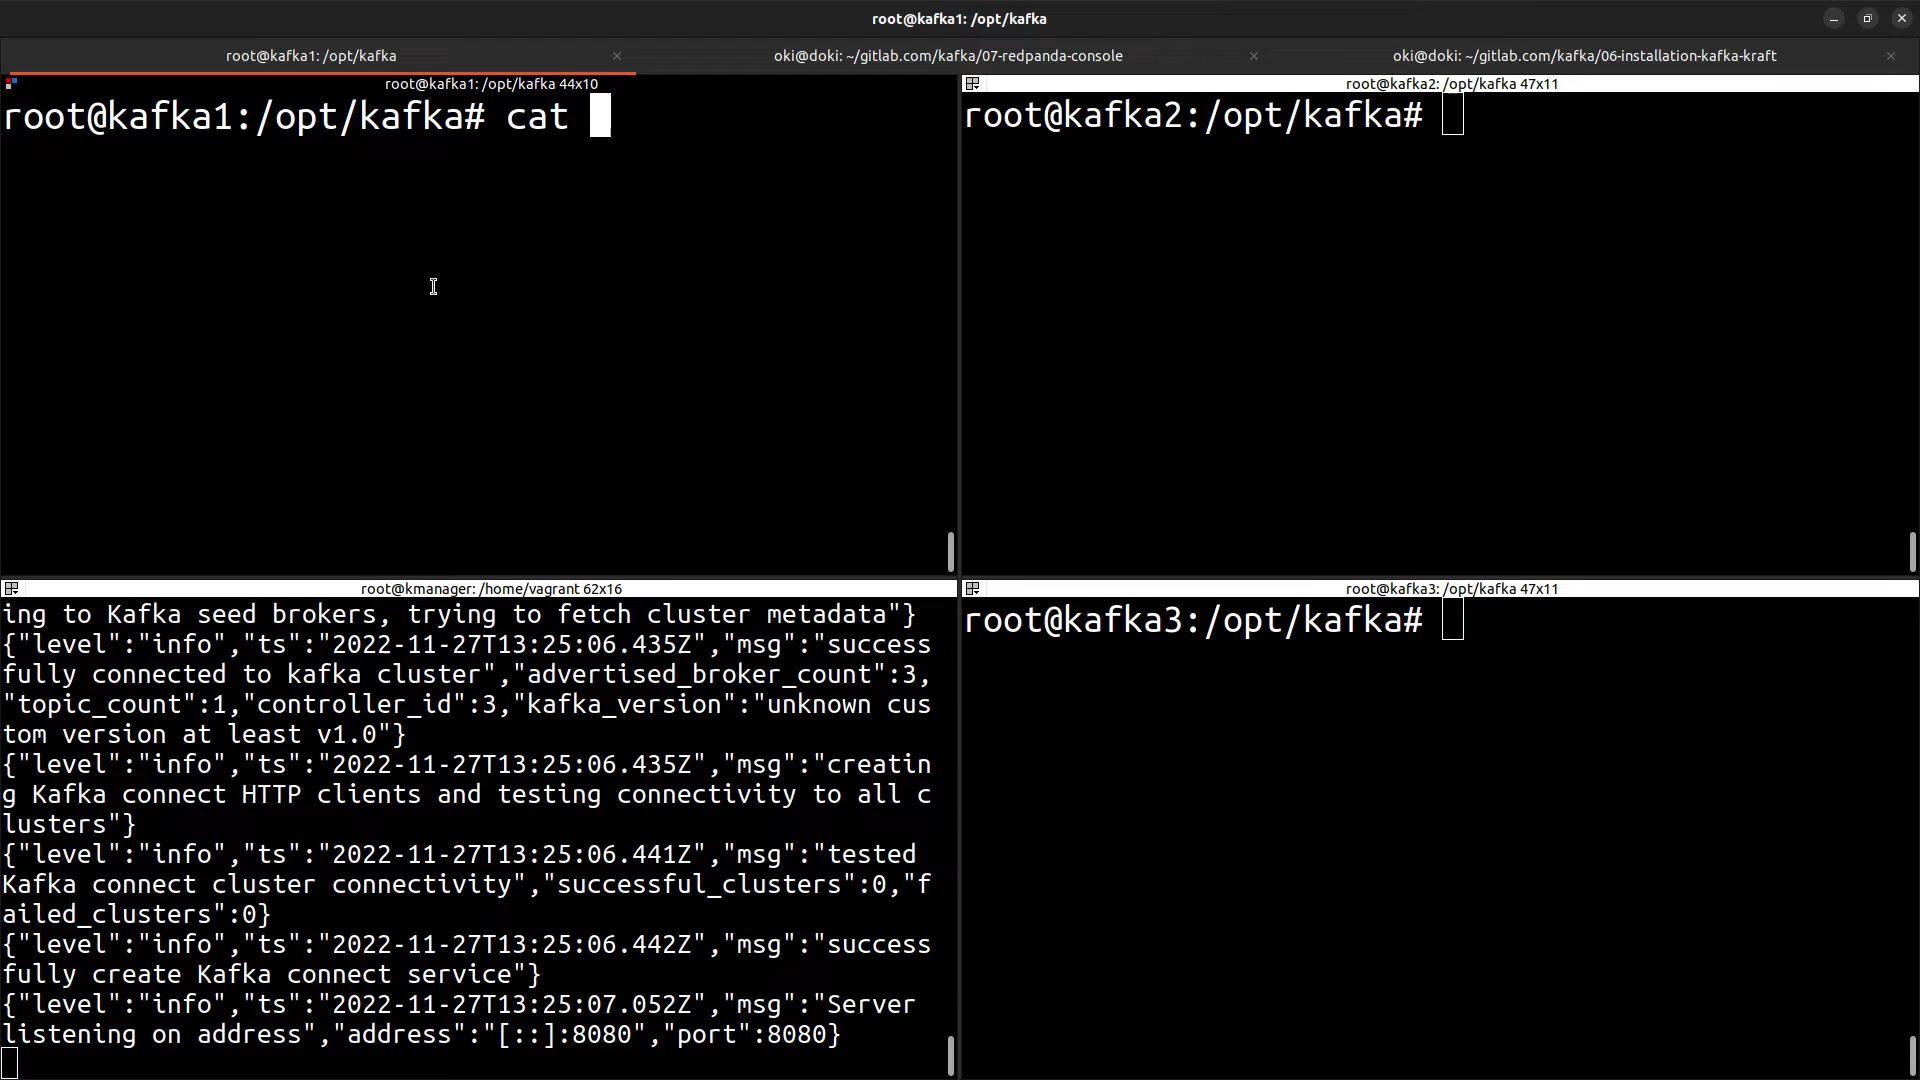 root@kafka1: /opt/kafka
root@kafka1: /opt/kafka
oki@doki: ~/gitlab.com/kafka/07-redpanda-console
oki@doki: ~/gitlab.com/kafka/06-installation-kafka-kraft
root@kafka1: /opt/kafka 44x10
root@kafka1:/opt/kafka# cat
root@kafka2: /opt/kafka 47x11
root@kafka2:/opt/kafka#
root@kmanager: /home/vagrant 62x16
ing to Kafka seed brokers, trying to fetch cluster metadata"}
{"level":"info","ts":"2022-11-27T13:25:06.435Z","msg":"success
fully connected to kafka cluster","advertised_broker_count":3,
"topic_count":1,"controller_id":3,"kafka_version":"unknown cus
tom version at least v1.0"}
{"level":"info","ts":"2022-11-27T13:25:06.435Z","msg":"creatin
g Kafka connect HTTP clients and testing connectivity to all c
lusters"}
{"level":"info","ts":"2022-11-27T13:25:06.441Z","msg":"tested
Kafka connect cluster connectivity","successful_clusters":0,"f
ailed_clusters":0}
{"level":"info","ts":"2022-11-27T13:25:06.442Z","msg":"success
fully create Kafka connect service"}
{"level":"info","ts":"2022-11-27T13:25:07.052Z","msg":"Server
listening on address","address":"[::]:8080","port":8080}
root@kafka3: /opt/kafka 47x11
root@kafka3:/opt/kafka#